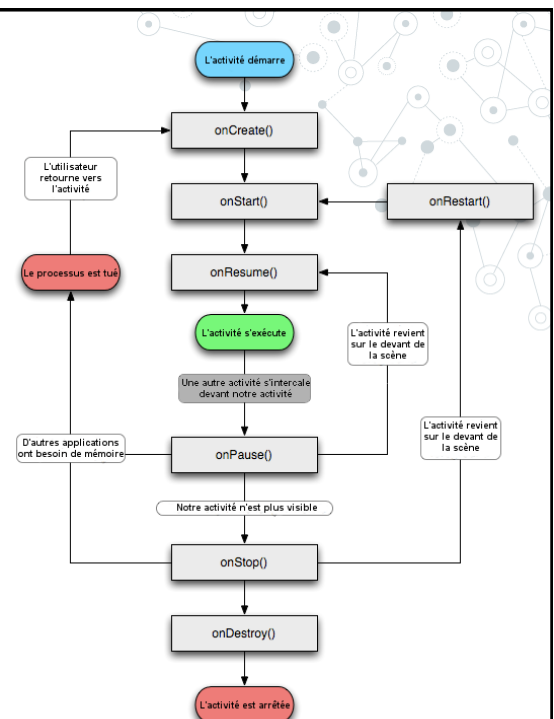 L'activité démarre
onCreate()
L'utilisateur
retourne vers
l'activité
onStart()
onRestart()
onResume()
Le processus est tué
L'activité s'exécute
L'activité revient
sur le devant de
la scène
Une autre activité s'intercale
devant notre activité
L'activité revient
sur le devant de
la scène
D'autres applications
ont besoin de mémoire
onPause()
Notre activité n'est plus visible
onStop()
onDestroy()
L'activité est arrêtée